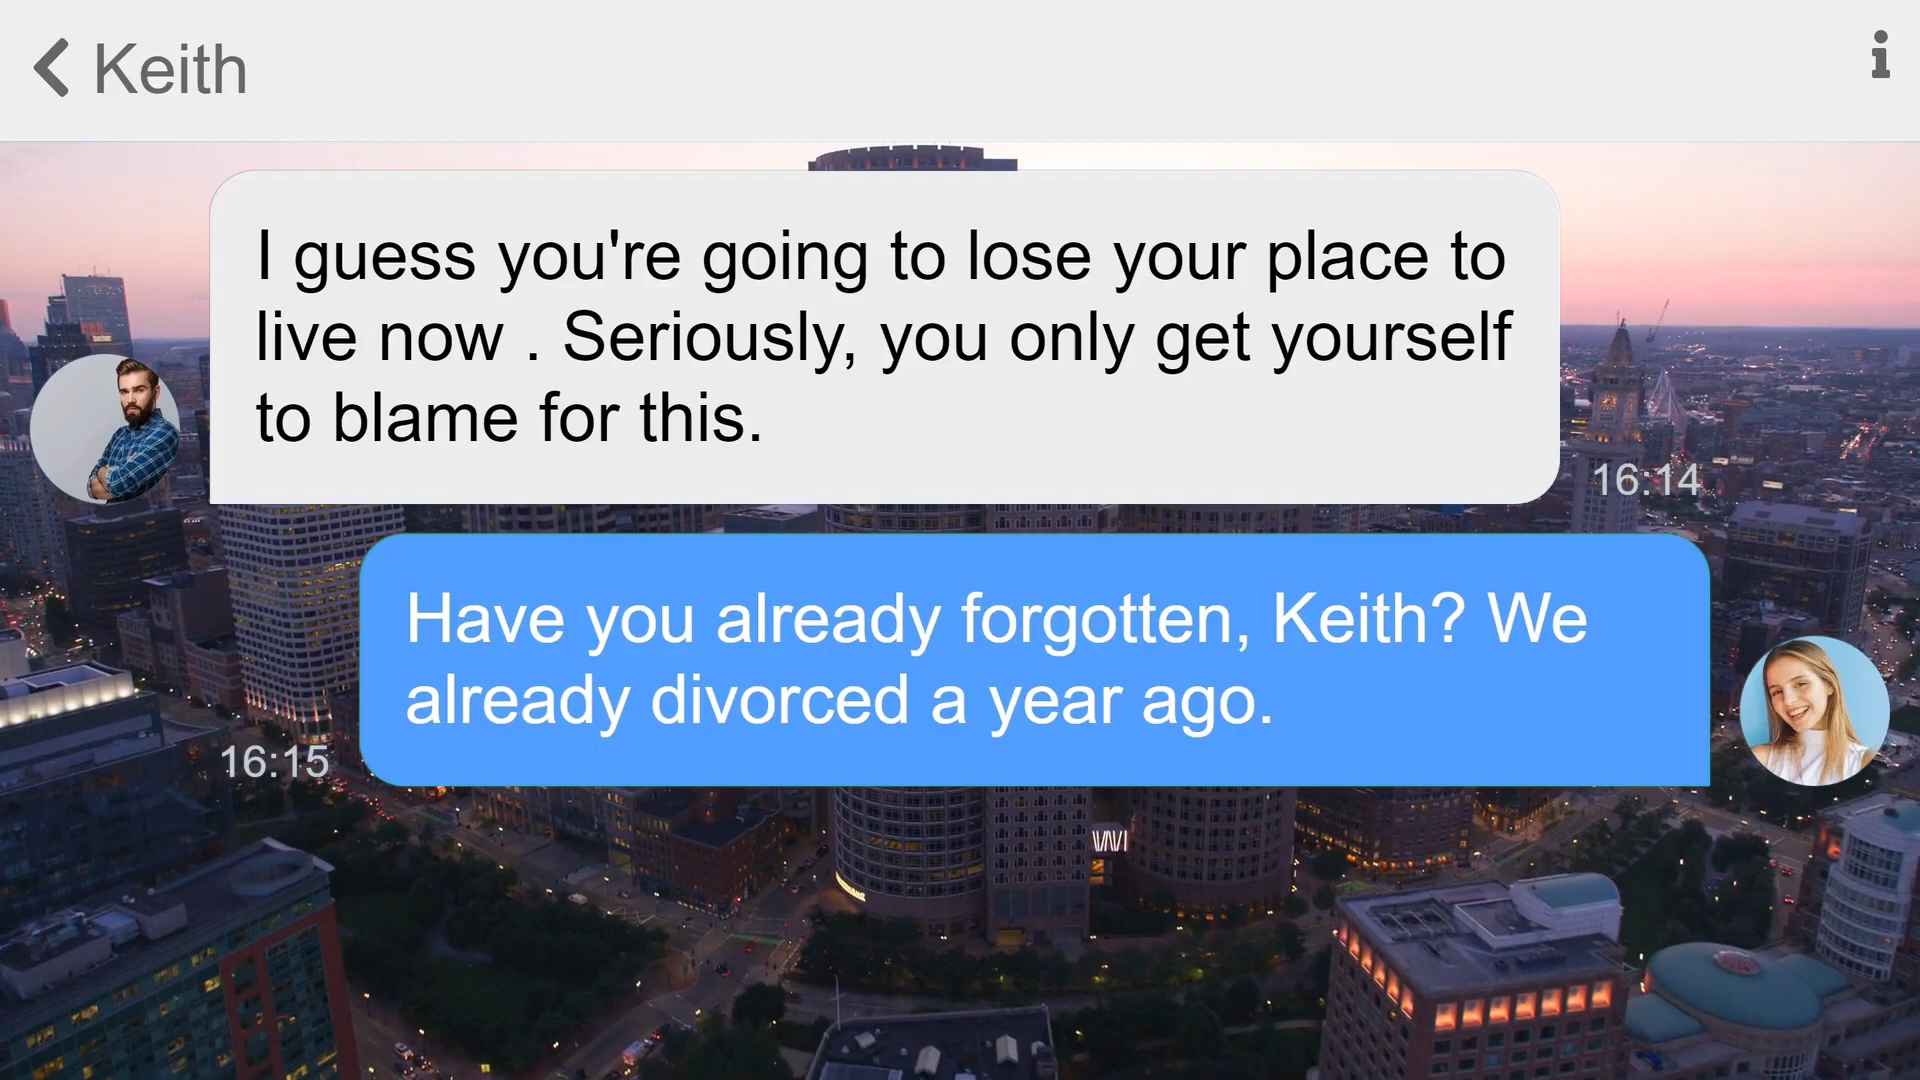 Keith
I guess you're going to lose your place to
live now . Seriously, you only get yourself
to blame for this.
16:14
Have you already forgotten, Keith? We
already divorced a year ago.
16:15